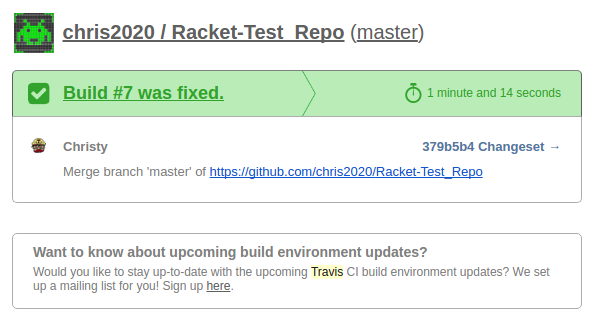 chris2020 / Racket-Test_Repo (master)
Build #7 was fixed.
1 minute and 14 seconds
Christy
379b5b4 Changeset →
Merge branch 'master' of https://github.com/chris2020/Racket-Test_Repo
Want to know about upcoming build environment updates?
Would you like to stay up-to-date with the upcoming Travis CI build environment updates? We set
up a mailing list for you! Sign up here.